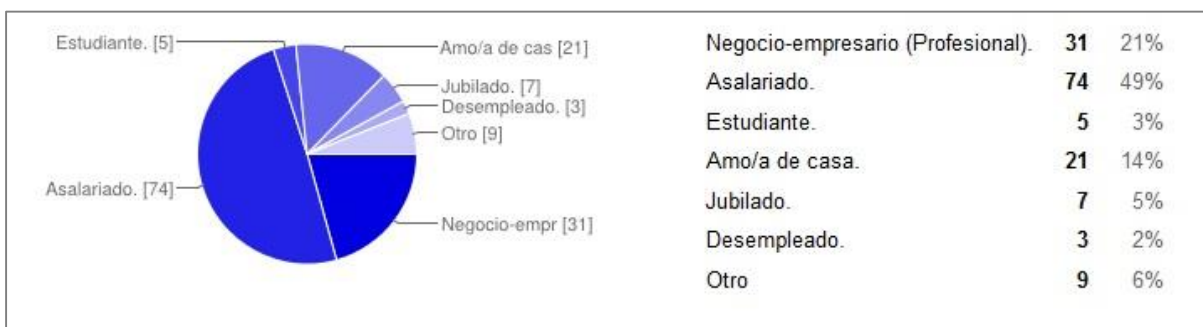 Estudiante. [5]
Amo/a de cas [21]
Jubilado. [7]
Desempleado. [3]
Otro [9]
Asalariado. [74]
Negocio-empr [31]
Negocio-empresario (Profesional). 31 21%
Asalariado. 74 49%
Estudiante. 5 3%
Amo/a de casa. 21 14%
Jubilado. 7 5%
Desempleado. 3 2%
Otro 9 6%